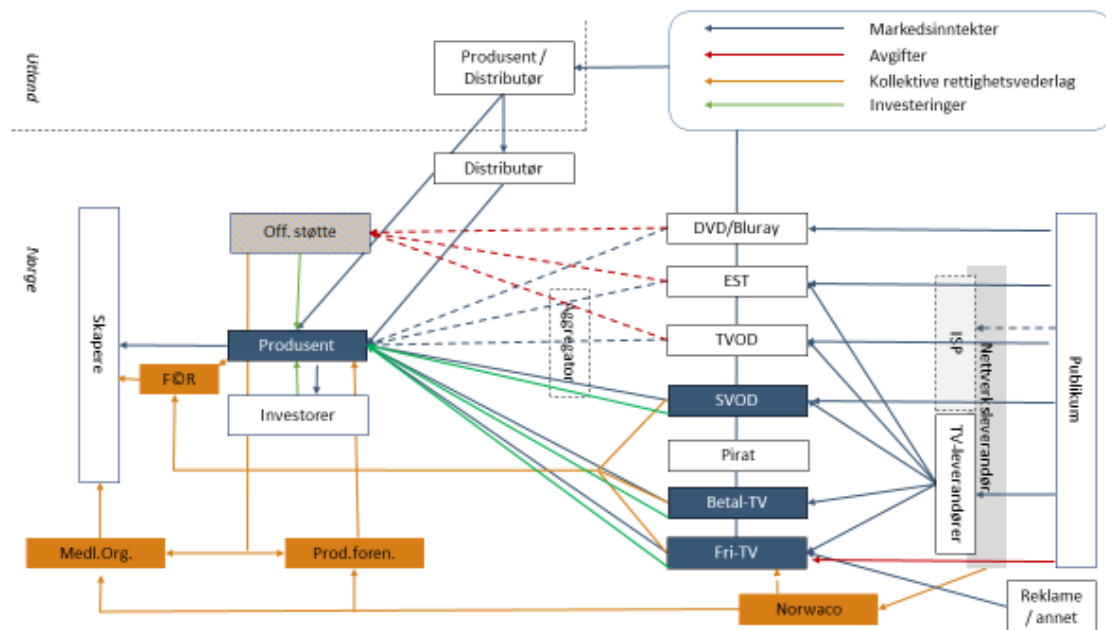 Utland
Produsent /
Distributør
Markedsinntekter
Avgifter
Kollektive rettighetsvederlag
Investeringer
Distributør
Norge
Skapere
Off. støtte
DVD/Bluray
EST
Aggregator
TVOD
ISP
Nettverksleverandør
Publikum
Produsent
F©R
Investorer
SVOD
Pirat
TV-leverandører
Betal-TV
Medl.Org.
Prod.foren.
Fri-TV
Norwaco
Reklame
/ annet